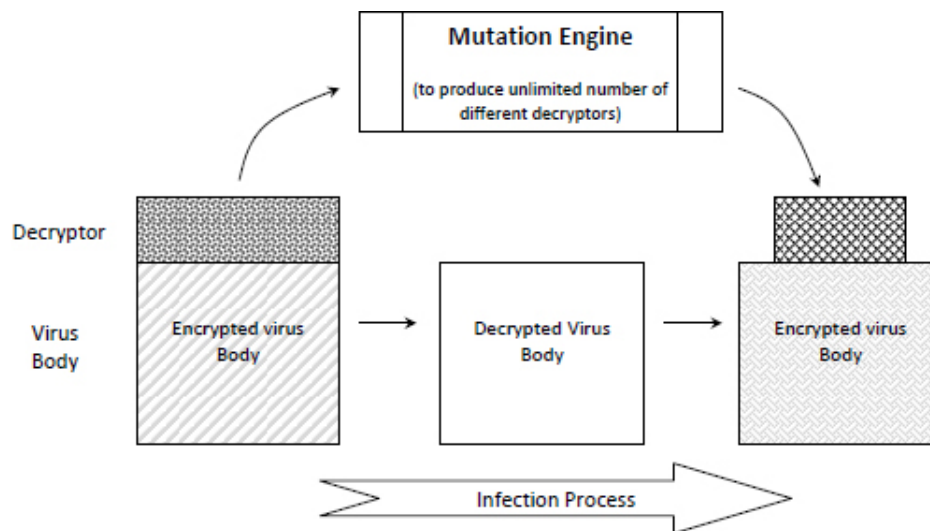 Mutation Engine
(to produce unlimited number of
different decryptors)
Decryptor
Virus
Body
Encrypted virus
Body
Decrypted Virus
Body
Encrypted virus
Body
Infection Process